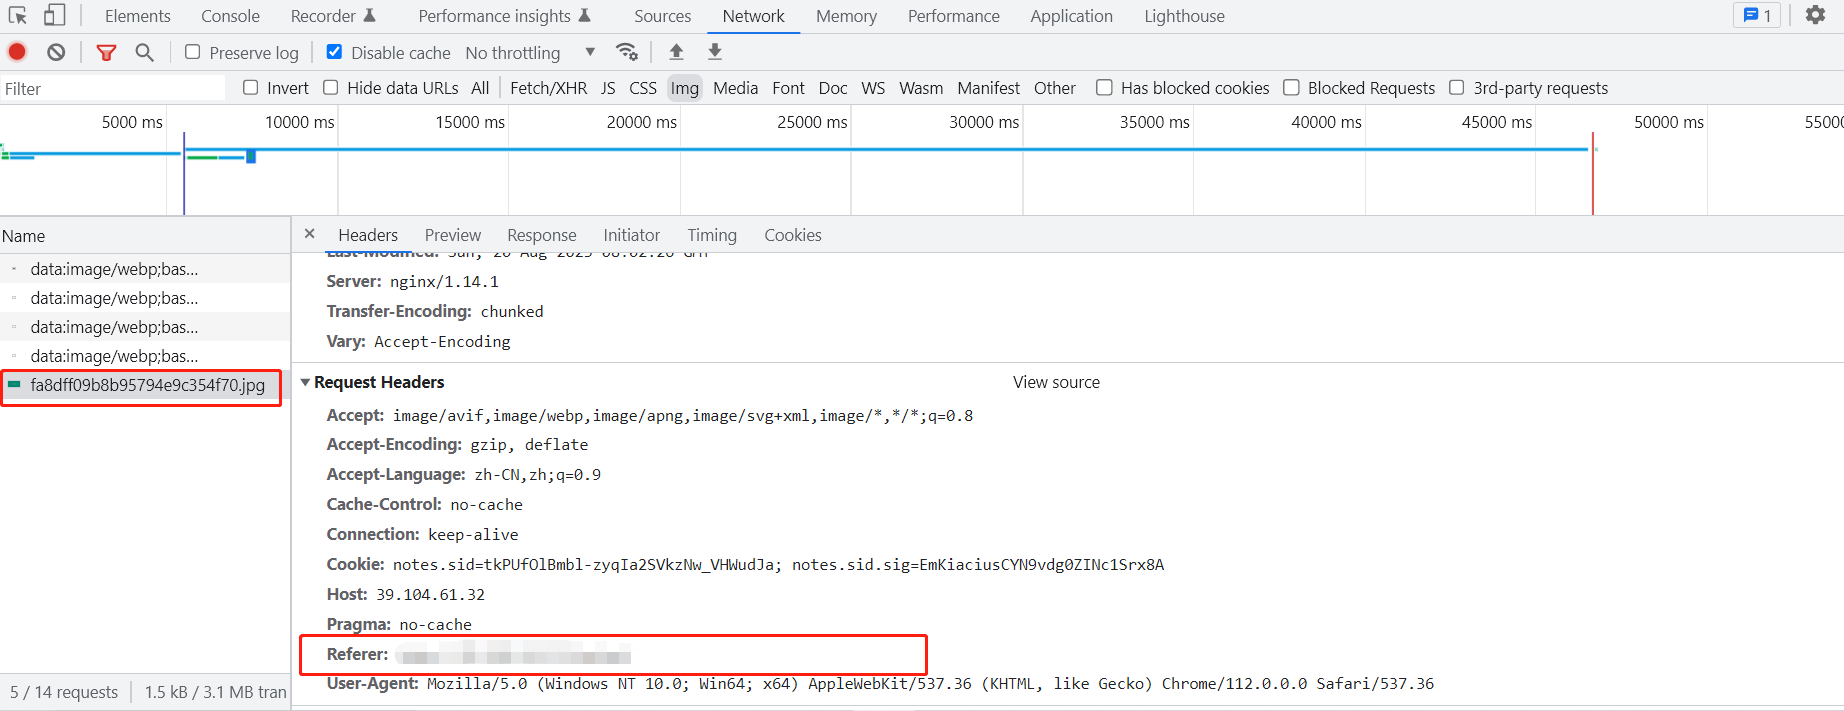 Elements Console Recorder Performance insights Sources Network Memory Performance Application Lighthouse 1
Preserve log Disable cache No throttling
Filter Invert Hide data URLs All Fetch/XHR JS CSS Img Media Font Doc WS Wasm Manifest Other Has blocked cookies Blocked Requests 3rd-party requests
5000 ms 10000 ms 15000 ms 20000 ms 25000 ms 30000 ms 35000 ms 40000 ms 45000 ms 50000 ms 5500
Name
× Headers Preview Response Initiator Timing Cookies
data:image/webp;bas...
data:image/webp;bas...
data:image/webp;bas...
data:image/webp;bas...
fa8dff09b8b95794e9c354f70.jpg
5 / 14 requests 1.5 kB / 3.1 MB tran
Last-Modified:
Server: nginx/1.14.1
Transfer-Encoding: chunked
Vary: Accept-Encoding
Request Headers View source
Accept: image/avif,image/webp,image/apng,image/svg+xml,image/*,*/*;q=0.8
Accept-Encoding: gzip, deflate
Accept-Language: zh-CN,zh;q=0.9
Cache-Control: no-cache
Connection: keep-alive
Cookie: notes.sid=tkPUfOlBmbl-zyqIa2SVkzNw_VHWudJa; notes.sid.sig=EmKiaciusCYN9vdg0ZINc1Srx8A
Host: 39.104.61.32
Pragma: no-cache
Referer:
User-Agent: Mozilla/5.0 (Windows NT 10.0; Win64; x64) AppleWebKit/537.36 (KHTML, like Gecko) Chrome/112.0.0.0 Safari/537.36